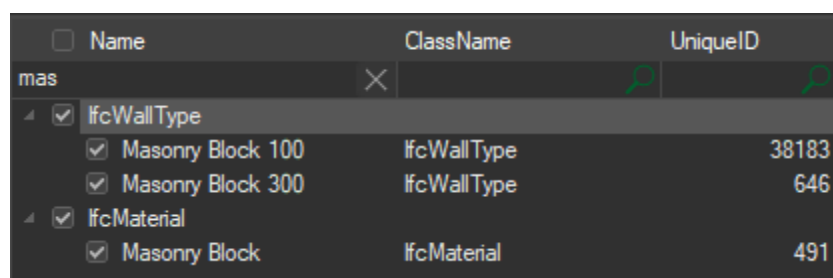 Name ClassName UniqueID
mas
IfcWallType
Masonry Block 100 IfcWallType 38183
Masonry Block 300 IfcWallType 646
IfcMaterial
Masonry Block IfcMaterial 491